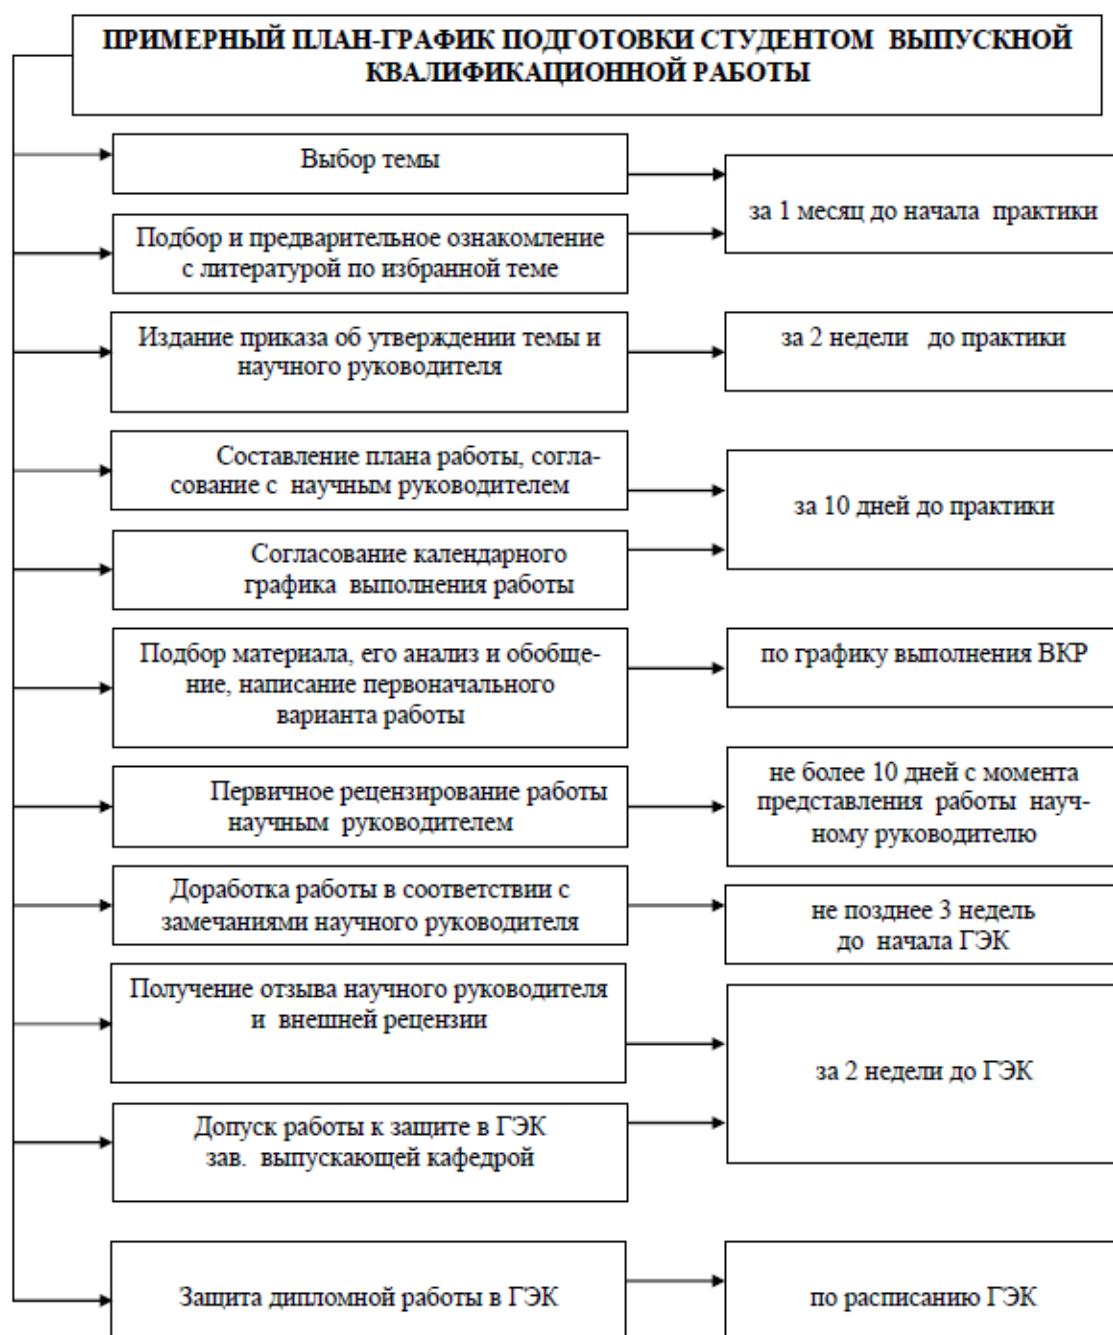 ПРИМЕРНЫЙ ПЛАН-ГРАФИК ПОДГОТОВКИ СТУДЕНТОМ ВЫПУСКНОЙ
КВАЛИФИКАЦИОННОЙ РАБОТЫ
Выбор темы
за 1 месяц до начала практики
Подбор и предварительное ознакомление
с литературой по избранной теме
Издание приказа об утверждении темы и
научного руководителя
за 2 недели до практики
Составление плана работы, согла-
сование с научным руководителем
за 10 дней до практики
Согласование календарного
графика выполнения работы
Подбор материала, его анализ и обобще-
ние, написание первоначального
варианта работы
по графику выполнения ВКР
Первичное рецензирование работы
научным руководителем
не более 10 дней с момента
представления работы науч-
ному руководителю
Доработка работы в соответствии с
замечаниями научного руководителя
не позднее 3 недель
до начала ГЭК
Получение отзыва научного руководителя
и внешней рецензии
за 2 недели до ГЭК
Допуск работы к защите в ГЭК
зав. выпускающей кафедрой
Защита дипломной работы в ГЭК
по расписанию ГЭК